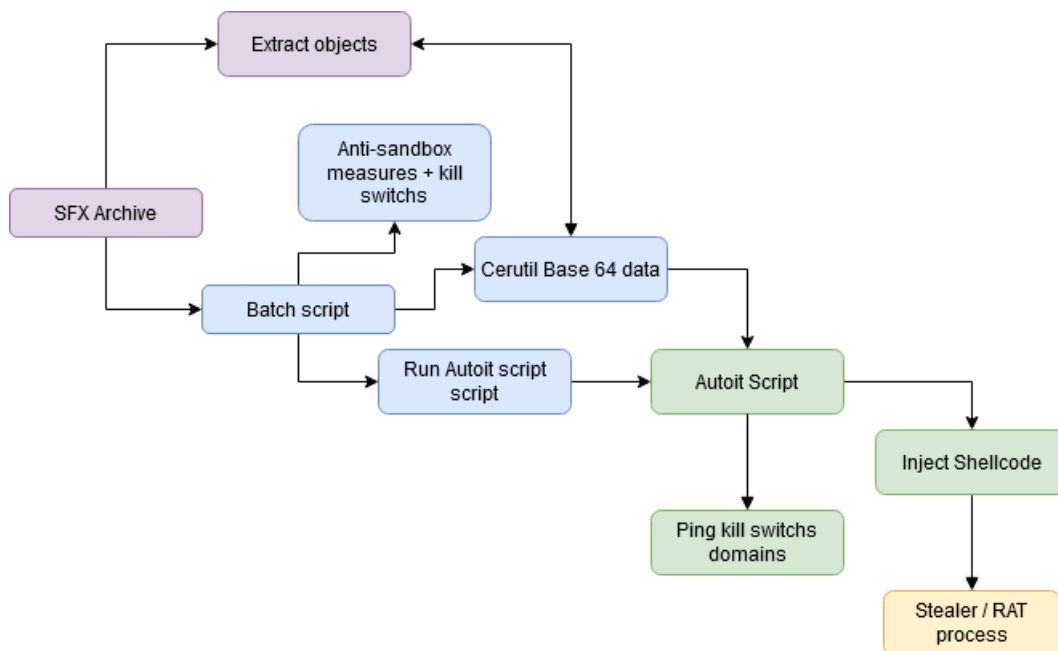 Extract objects
Anti-sandbox
measures + kill
switchs
SFX Archive
Cerutil Base 64 data
Batch script
Run Autoit script
script
Autoit Script
Inject Shellcode
Ping kill switchs
domains
Stealer / RAT
process